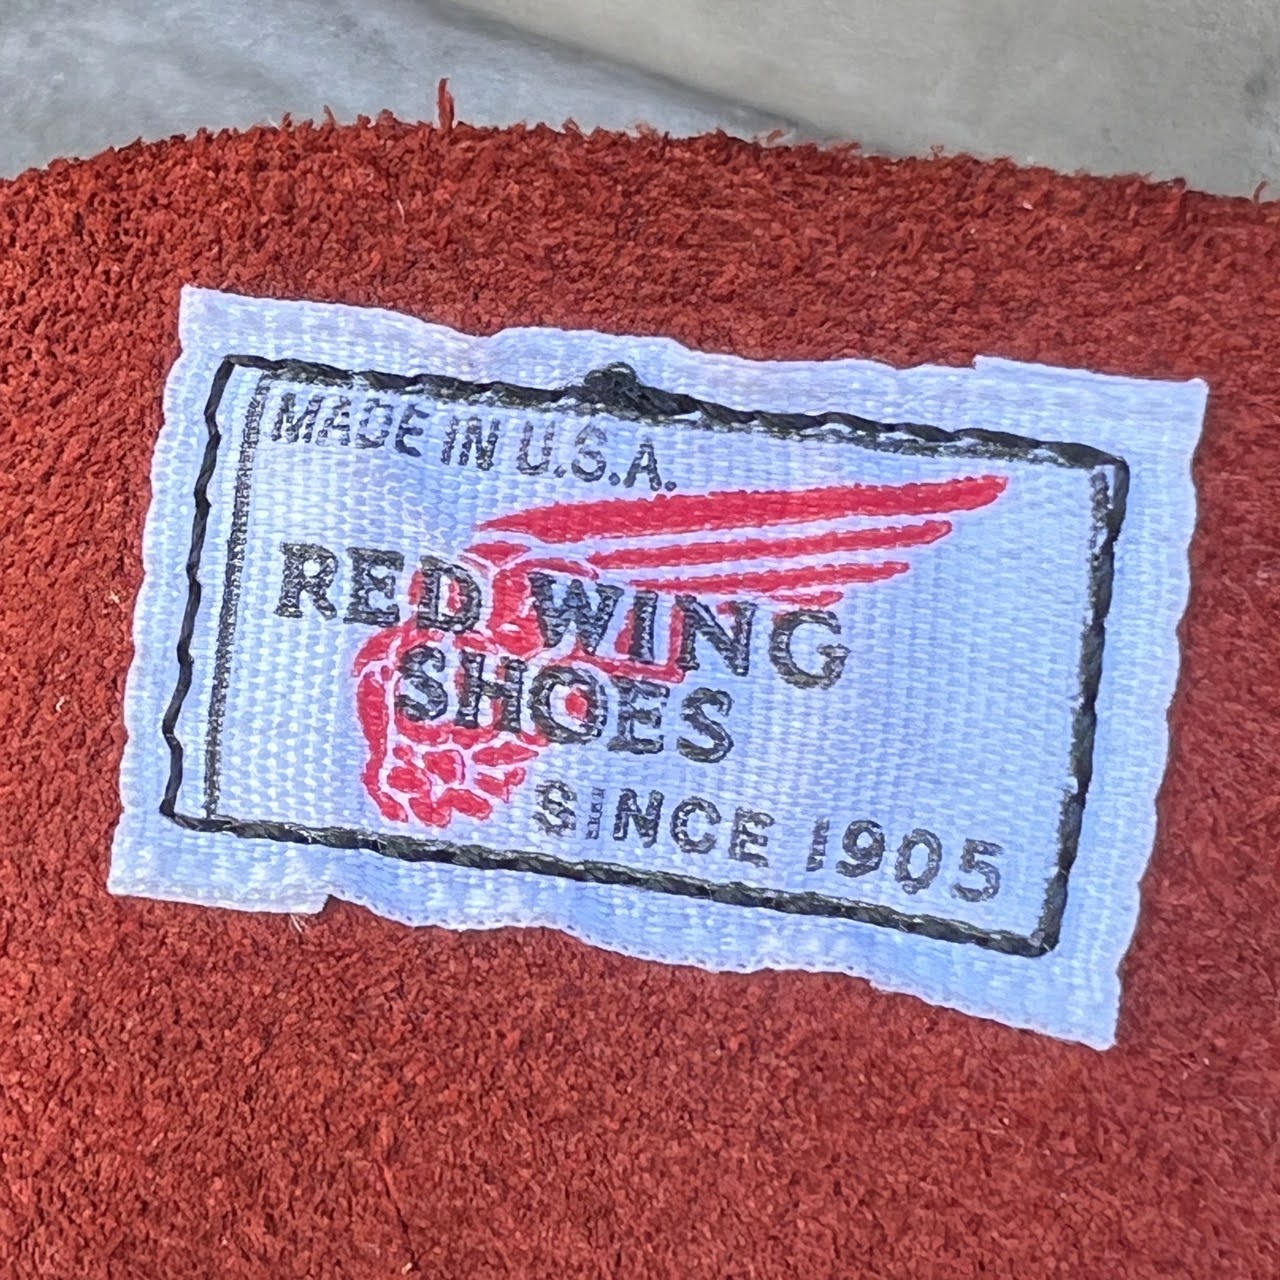 MADE IN U.S.A.
RED WING
SHOES
SINCE 1905